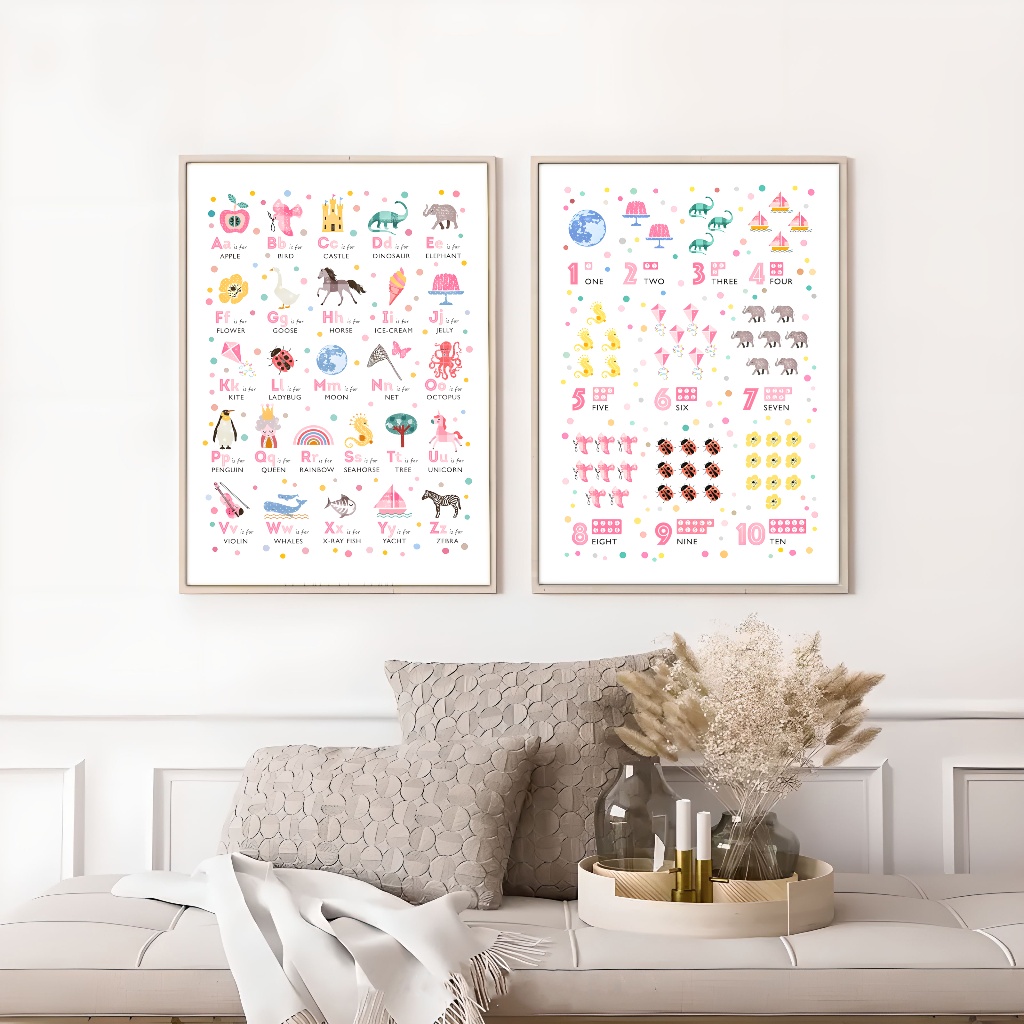 Aa is for Bb is for Cc is for Dd is for Ee is for
APPLE BIRD CASTLE DINOSAUR ELEPHANT
Ff is for Gg is for Hh is for Ii is for Jj is for
FLOWER GOOSE HORSE ICE-CREAM JELLY
Kk is for Ll is for Mm is for Nn is for Oo is for
KITE LADYBUG MOON NET OCTOPUS
Pp is for Qq is for Rr is for Ss is for Tt is for Uu is for
PENGUIN QUEEN RAINBOW SEAHORSE TREE UNICORN
Vv is for Ww is for Xx is for Yy is for Zz is for
VIOLIN WHALES X-RAY FISH YACHT ZEBRA
1 ONE 2 TWO 3 THREE 4 FOUR
5 FIVE 6 SIX 7 SEVEN
8 EIGHT 9 NINE 10 TEN